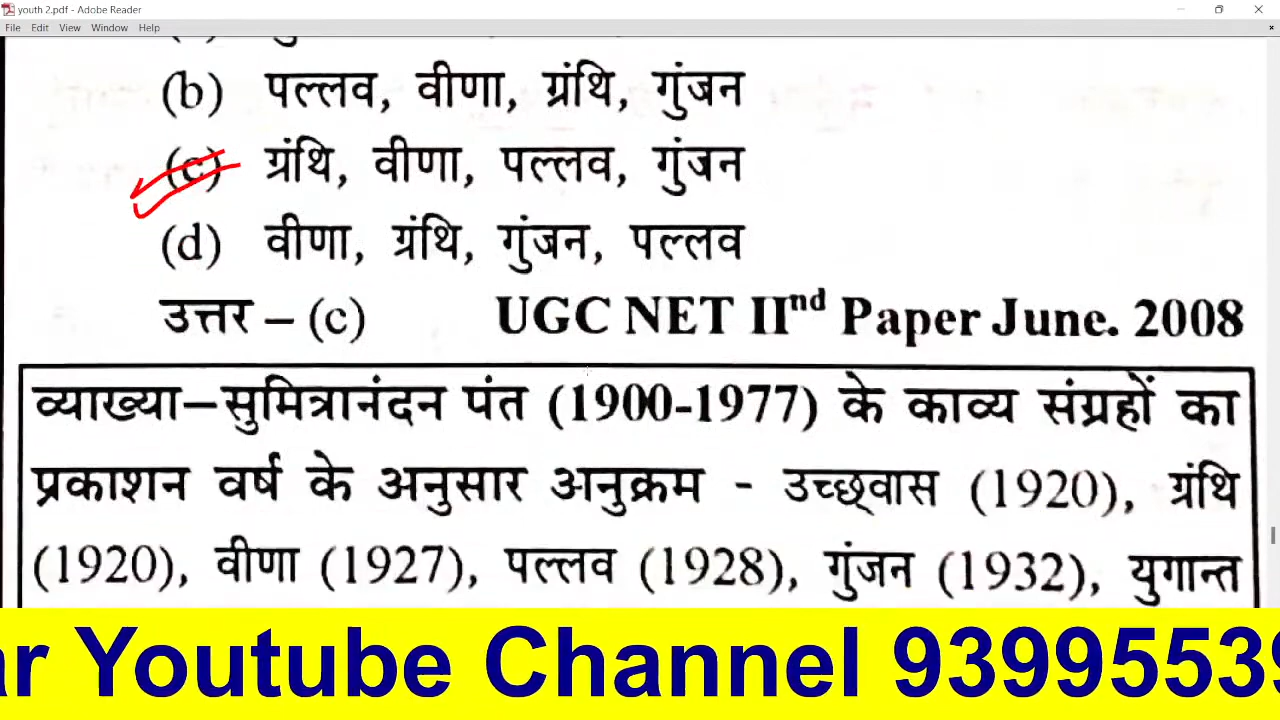 youth 2.pdf - Adobe Reader
File Edit View Window Help
(b) पल्लव, वीणा, ग्रंथि, गुंजन
(c) ग्रंथि, वीणा, पल्लव, गुंजन
(d) वीणा, ग्रंथि, गुंजन, पल्लव
उत्तर – (c) UGC NET IInd Paper June. 2008
व्याख्या–सुमित्रानंदन पंत (1900-1977) के काव्य संग्रहों का
प्रकाशन वर्ष के अनुसार अनुक्रम - उच्छ्वास (1920), ग्रंथि
(1920), वीणा (1927), पल्लव (1928), गुंजन (1932), युगान्त
ar Youtube Channel 93995539